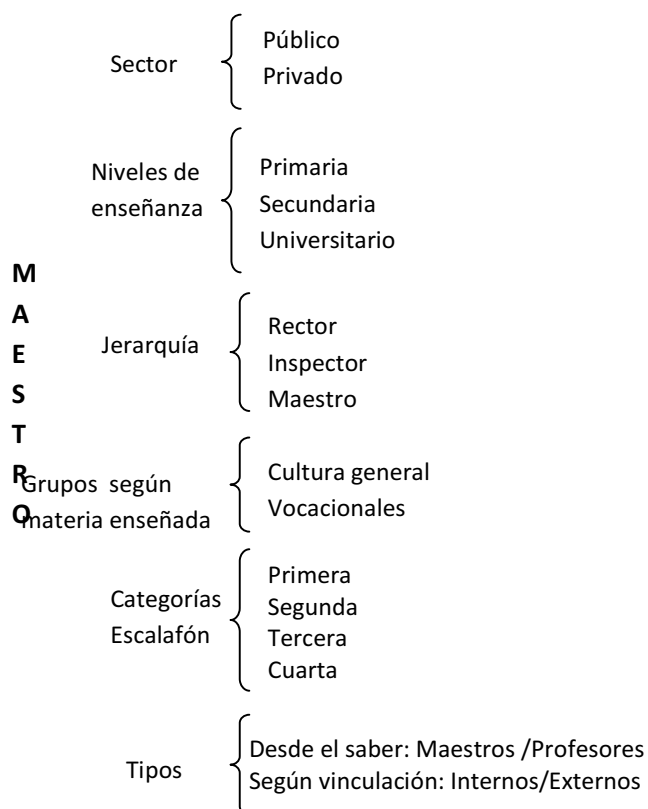 Sector
Público
Privado
Niveles de
enseñanza
Primaria
Secundaria
Universitario
M
A
E
S
T
R
O
Jerarquía
Rector
Inspector
Maestro
Grupos según
materia enseñada
Cultura general
Vocacionales
Categorías
Escalafón
Primera
Segunda
Tercera
Cuarta
Tipos
Desde el saber: Maestros /Profesores
Según vinculación: Internos/Externos